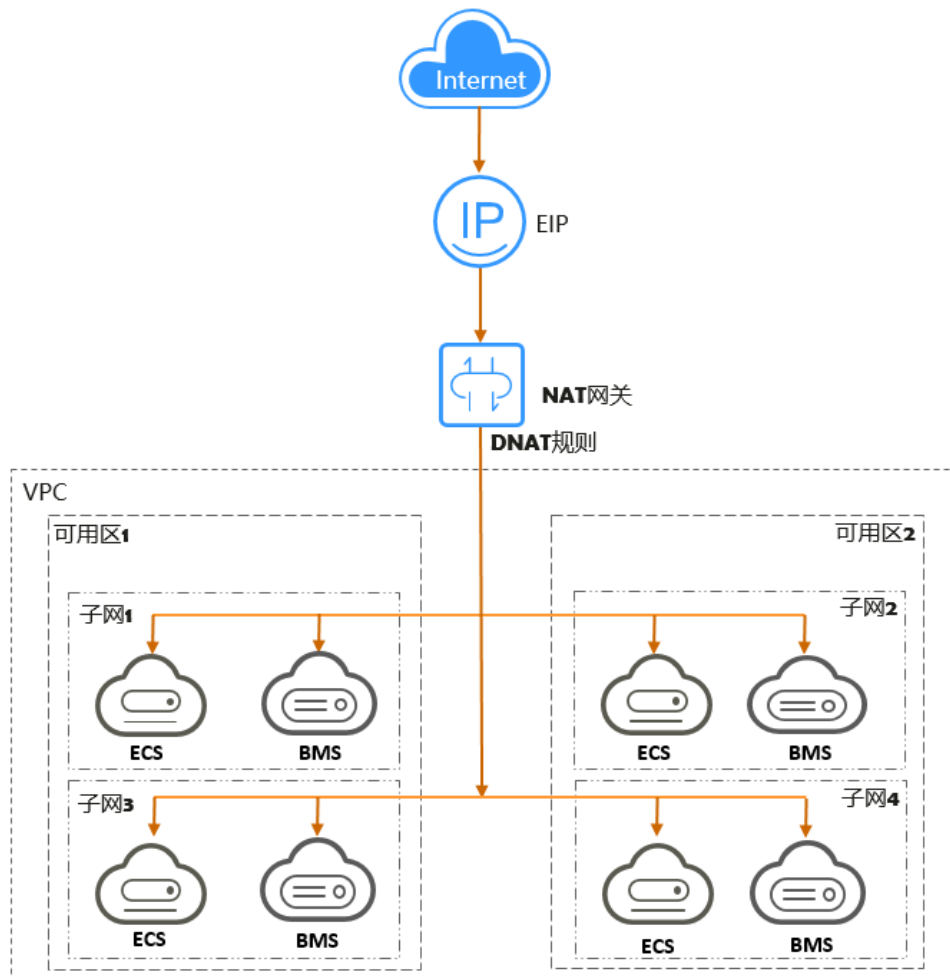 Internet
IP
EIP
NAT网关
DNAT规则
VPC
可用区1
可用区2
子网1
子网2
ECS
BMS
ECS
BMS
子网3
子网4
ECS
BMS
ECS
BMS